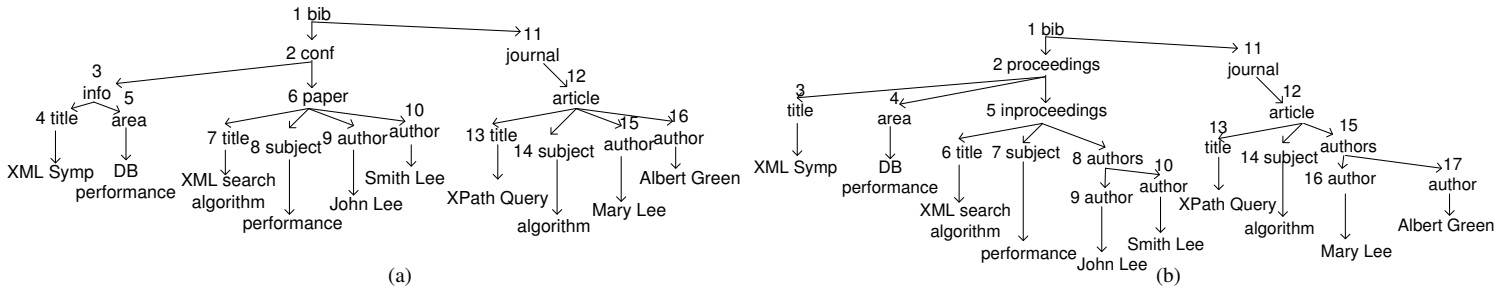 1 bib
11
journal
2 conf
3
info
12
article
4 title
5
area
6 paper
10
author
7 title
8 subject
9 author
13 title
14 subject
15
author
16
author
XML Symp
DB
performance
XML search
algorithm
performance
John Lee
Smith Lee
XPath Query
algorithm
Mary Lee
Albert Green
(a)
1 bib
11
journal
2 proceedings
3
title
4
area
5 inproceedings
12
article
6 title
7 subject
8 authors
13
title
14 subject
15
authors
XML Symp
DB
performance
9 author
10
author
16 author
17
author
XML search
algorithm
performance
John Lee
Smith Lee
XPath Query
algorithm
Mary Lee
Albert Green
(b)